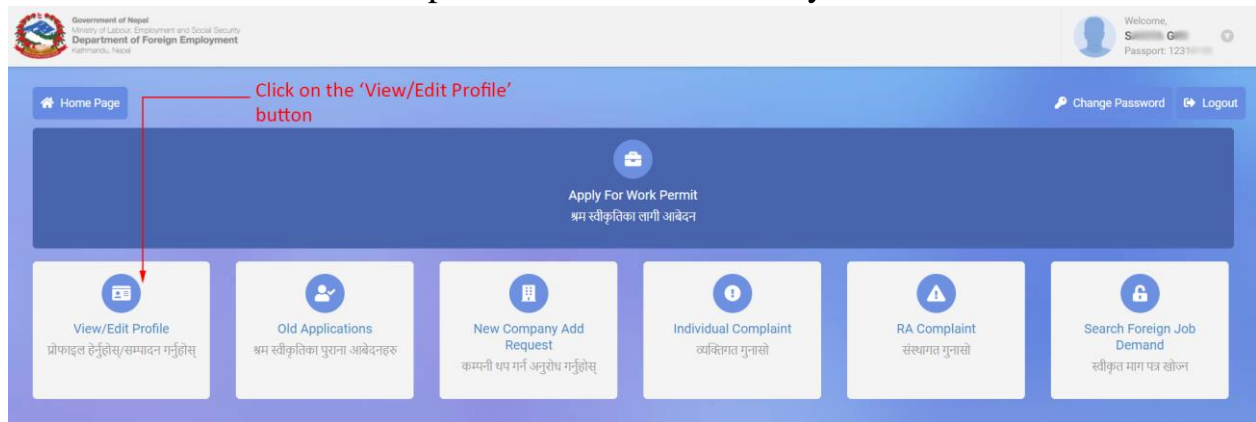 Government of Nepal
Ministry of Labour, Employment and Social Security
Department of Foreign Employment
Kathmandu, Nepal
Welcome,
Passport: 1231
Click on the ‘View/Edit Profile’
button
Home Page
Change Password
Logout
Apply For Work Permit
श्रम स्वीकृतिका लागी आबेदन
View/Edit Profile
प्रोफाइल हेर्नुहोस्/सम्पादन गर्नुहोस्
Old Applications
श्रम स्वीकृतिका पुराना आबेदनहरु
New Company Add
Request
कम्पनी थप गर्न अनुरोध गर्नुहोस्
Individual Complaint
व्यक्तिगत गुनासो
RA Complaint
संस्थागत गुनासो
Search Foreign Job
Demand
स्वीकृत माग पत्र खोज्न